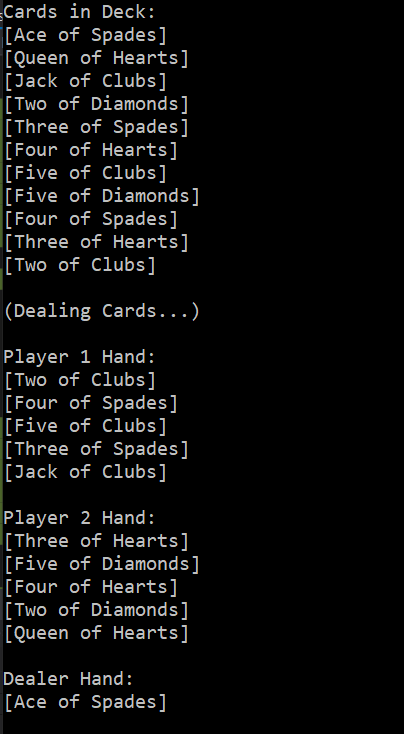 Cards in Deck:
[Ace of Spades]
[Queen of Hearts]
[Jack of Clubs]
[Two of Diamonds]
[Three of Spades]
[Four of Hearts]
[Five of Clubs]
[Five of Diamonds]
[Four of Spades]
[Three of Hearts]
[Two of Clubs]
(Dealing Cards...)
Player 1 Hand:
[Two of Clubs]
[Four of Spades]
[Five of Clubs]
[Three of Spades]
[Jack of Clubs]
Player 2 Hand:
[Three of Hearts]
[Five of Diamonds]
[Four of Hearts]
[Two of Diamonds]
[Queen of Hearts]
Dealer Hand:
[Ace of Spades]